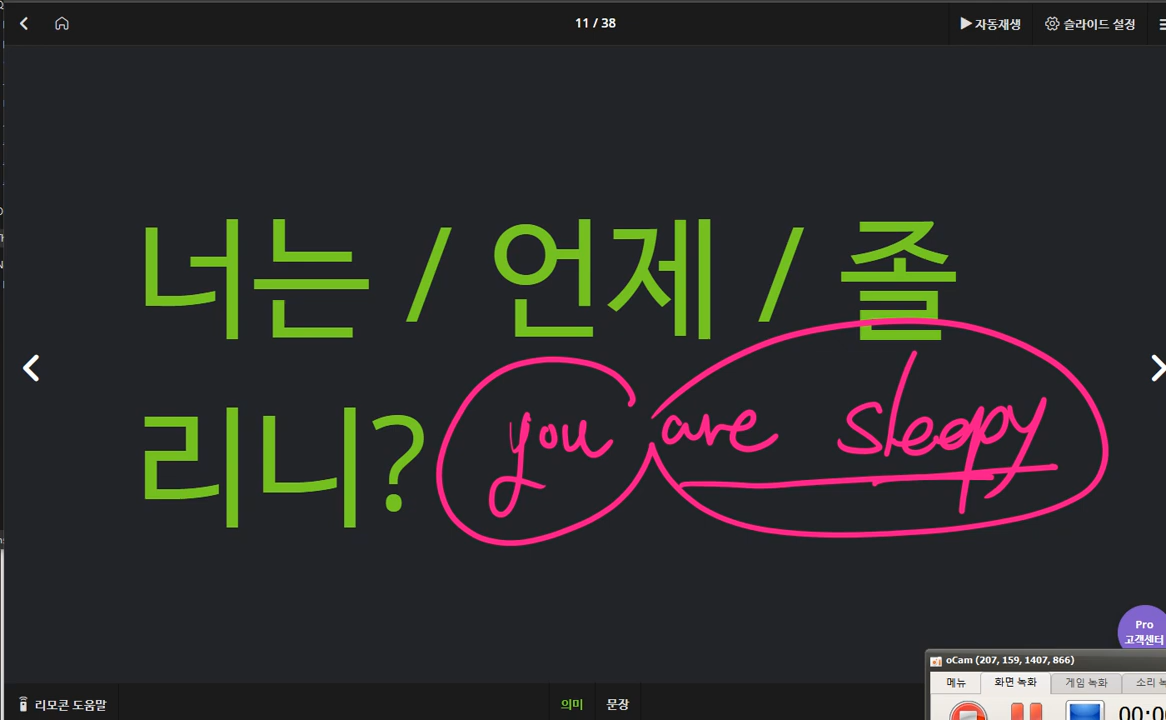 11 / 38
자동재생
슬라이드 설정
너는 / 언제 / 졸
리니?
you are sleepy
Pro
고객센터
oCam (207, 159, 1407, 866)
메뉴
화면 녹화
게임 녹화
소리 녹
리모콘 도움말
의미
문장